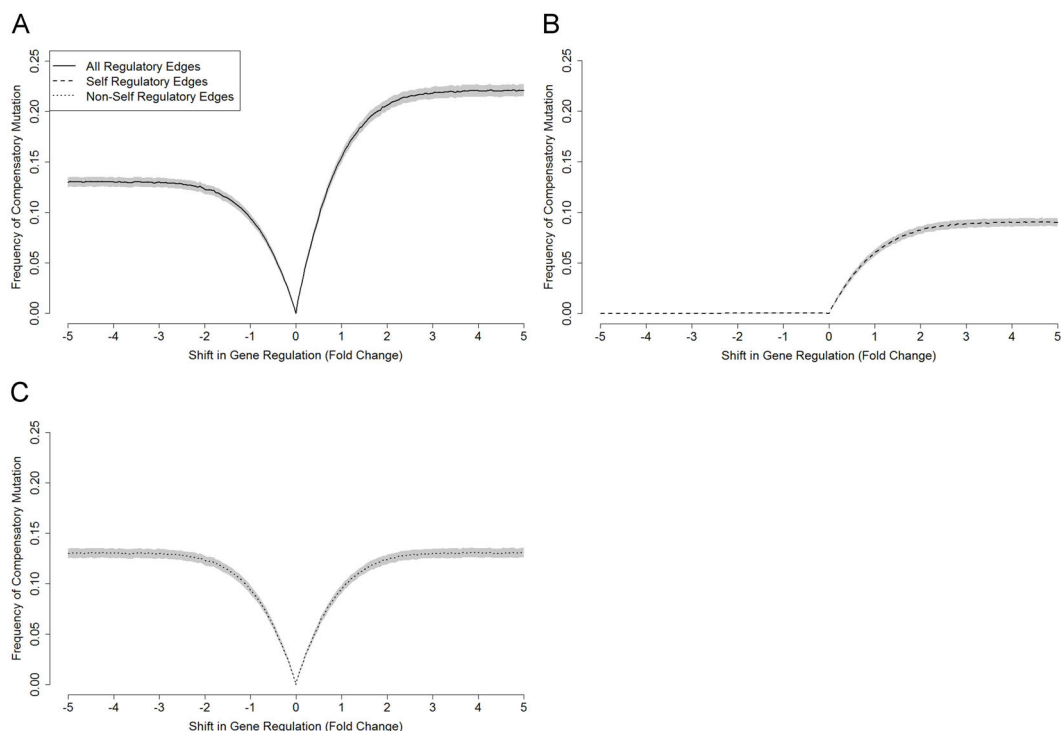 A
All Regulatory Edges
Self Regulatory Edges
Non-Self Regulatory Edges
Frequency of Compensatory Mutation
0.00 0.05 0.10 0.15 0.20 0.25
-5 -4 -3 -2 -1 0 1 2 3 4 5
Shift in Gene Regulation (Fold Change)
B
Frequency of Compensatory Mutation
0.00 0.05 0.10 0.15 0.20 0.25
-5 -4 -3 -2 -1 0 1 2 3 4 5
Shift in Gene Regulation (Fold Change)
C
Frequency of Compensatory Mutation
0.00 0.05 0.10 0.15 0.20 0.25
-5 -4 -3 -2 -1 0 1 2 3 4 5
Shift in Gene Regulation (Fold Change)